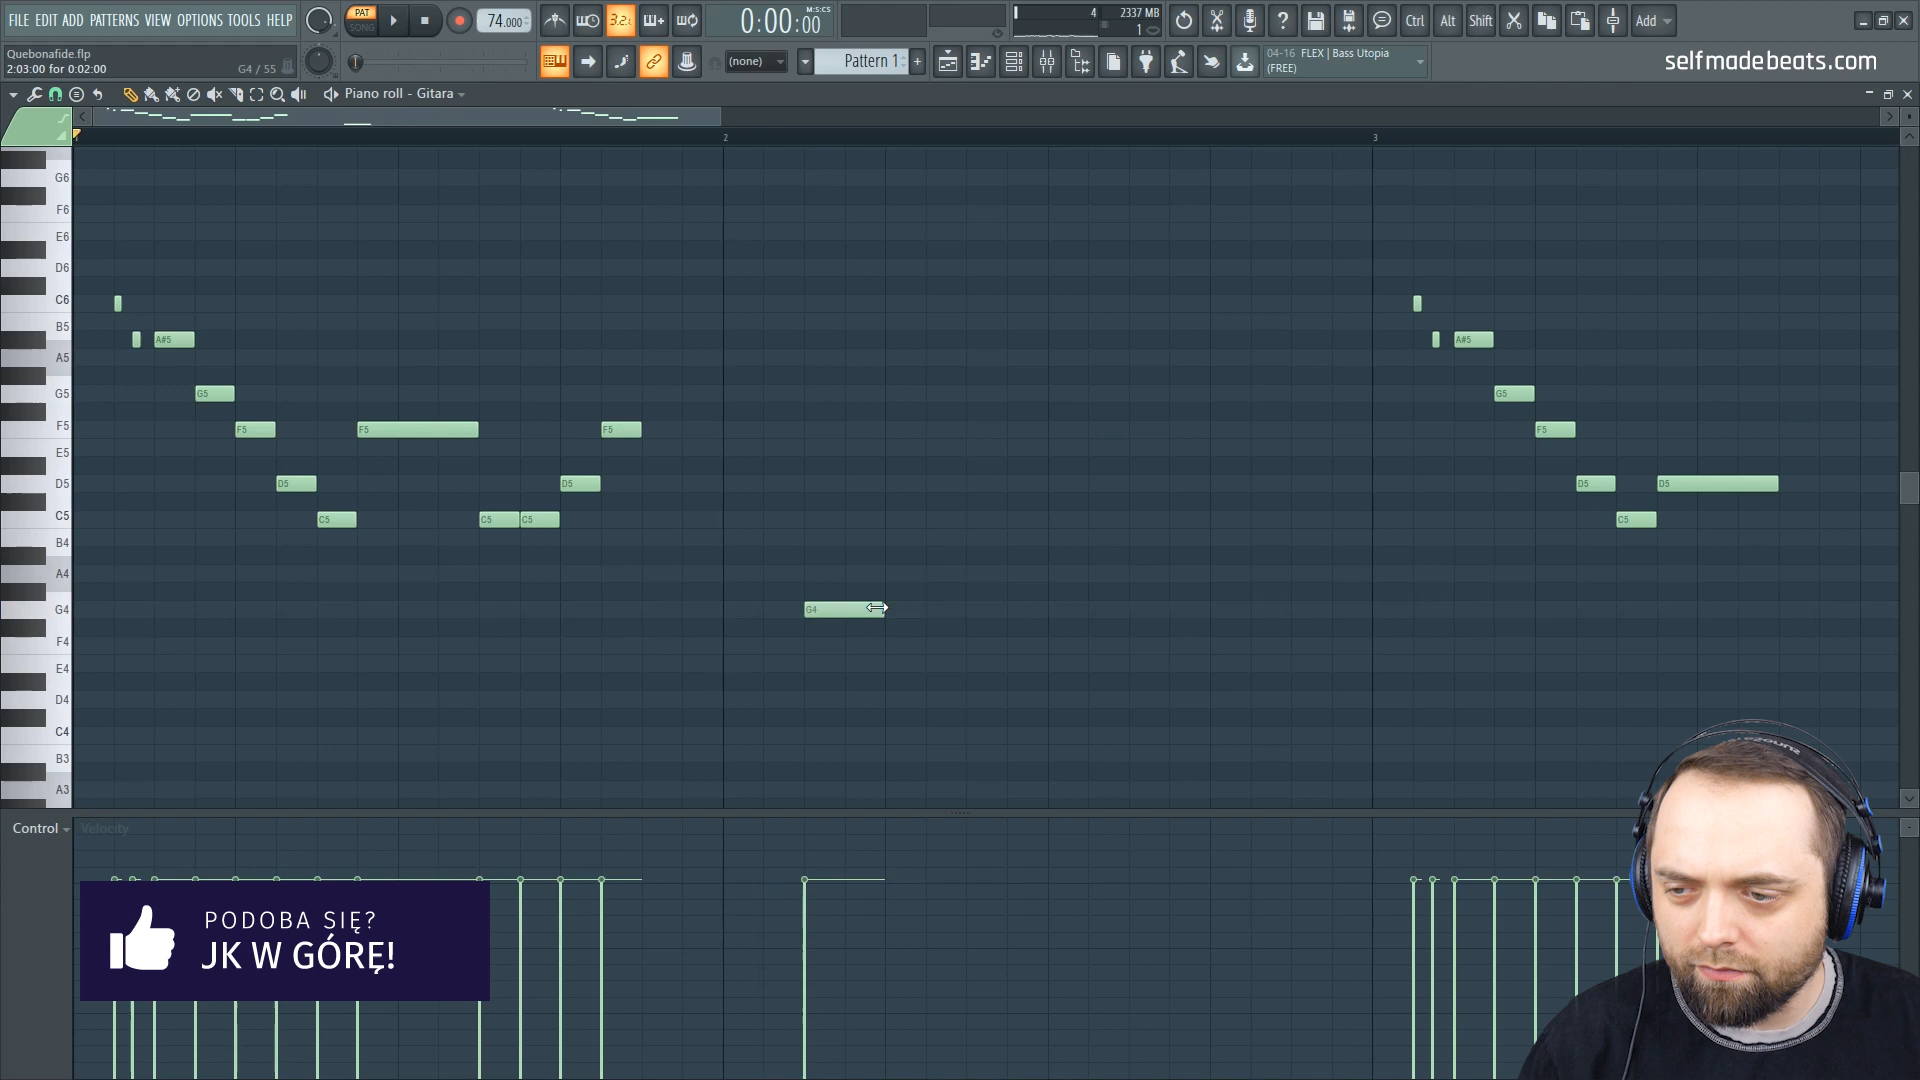 FILE EDIT ADD PATTERNS VIEW OPTIONS TOOLS HELP
PAT
SONG
74.000
3.2.
0:00:00
M:S:CS
4
2337 MB
1
Ctrl
Alt
Shift
Add
Quebonafide.flp
2:03:00 for 0:02:00
G4 / 55
(none)
Pattern 1
04-16 FLEX | Bass Utopia
(FREE)
selfmadebeats.com
Piano roll - Gitara
2
3
G6
F6
E6
D6
C6
B5
A5
G5
F5
E5
D5
C5
B4
A4
G4
F4
E4
D4
C4
B3
A3
A#5
G5
F5
D5
C5
F5
C5
C5
D5
F5
G4
A#5
G5
F5
D5
C5
D5
Control
Velocity
PODOBA SIĘ?
JK W GÓRĘ!